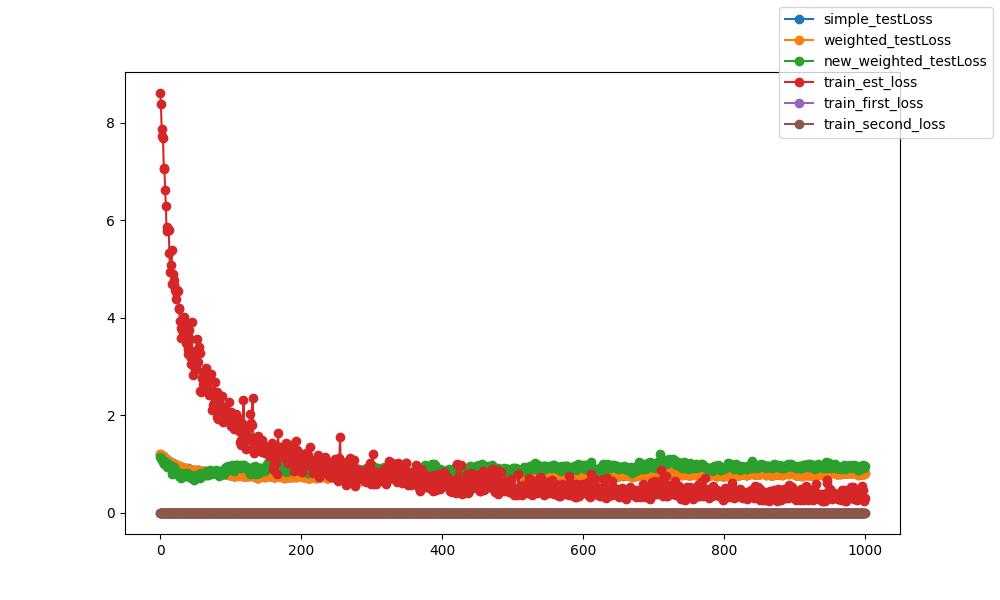 simple_testLoss
weighted_testLoss
new_weighted_testLoss
train_est_loss
train_first_loss
train_second_loss
8
6
4
2
0
0 200 400 600 800 1000